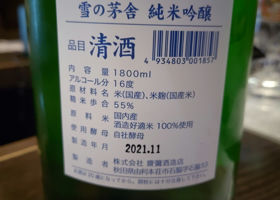 雪の茅舎 純米吟醸
品目 清酒
4 934803 001857
内容量 1800ml
アルコール分 16度
原材料名 米(国産)、米麹(国産米)
精米歩合 55%
原料米 国内産
酒造好適米 100%使用
使用酵母 自社酵母
製造年月 2021.11
製造者 株式会社 齋彌酒造店
秋田県由利本荘市石脇字石脇53